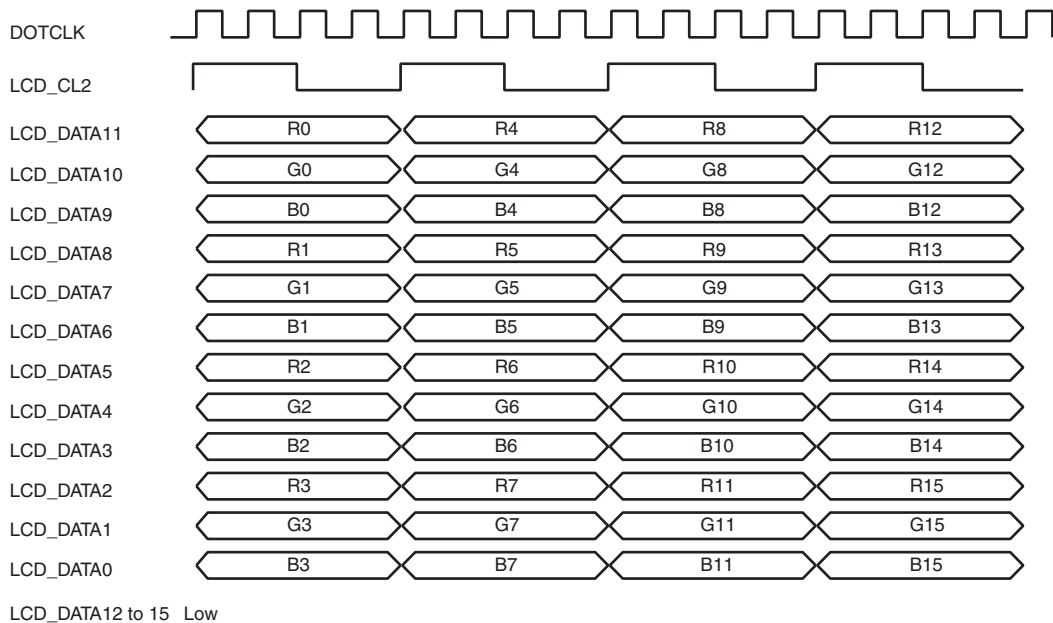 DOTCLK
LCD_CL2
LCD_DATA11 R0 R4 R8 R12
LCD_DATA10 G0 G4 G8 G12
LCD_DATA9 B0 B4 B8 B12
LCD_DATA8 R1 R5 R9 R13
LCD_DATA7 G1 G5 G9 G13
LCD_DATA6 B1 B5 B9 B13
LCD_DATA5 R2 R6 R10 R14
LCD_DATA4 G2 G6 G10 G14
LCD_DATA3 B2 B6 B10 B14
LCD_DATA2 R3 R7 R11 R15
LCD_DATA1 G3 G7 G11 G15
LCD_DATA0 B3 B7 B11 B15
LCD_DATA12 to 15 Low